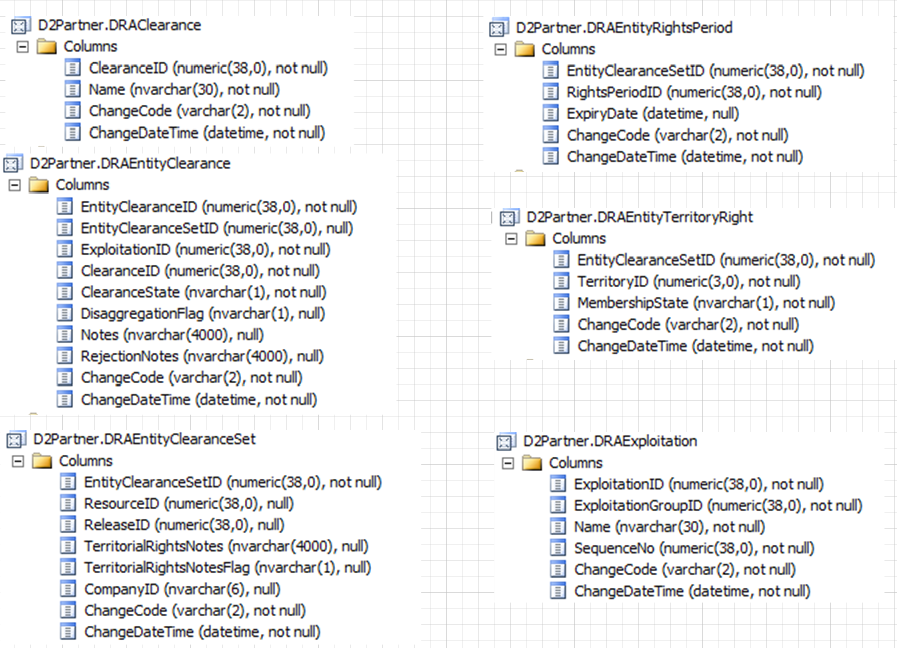 D2Partner.DRAClearance
Columns
ClearanceID (numeric(38,0), not null)
Name (nvarchar(30), not null)
ChangeCode (varchar(2), not null)
ChangeDateTime (datetime, not null)
D2Partner.DRAEntityClearance
Columns
EntityClearanceID (numeric(38,0), not null)
EntityClearanceSetID (numeric(38,0), not null)
ExploitationID (numeric(38,0), not null)
ClearanceID (numeric(38,0), not null)
ClearanceState (nvarchar(1), not null)
DisaggregationFlag (nvarchar(1), null)
Notes (nvarchar(4000), null)
RejectionNotes (nvarchar(4000), null)
ChangeCode (varchar(2), not null)
ChangeDateTime (datetime, not null)
D2Partner.DRAEntityClearanceSet
Columns
EntityClearanceSetID (numeric(38,0), not null)
ResourceID (numeric(38,0), null)
ReleaseID (numeric(38,0), null)
TerritorialRightsNotes (nvarchar(4000), null)
TerritorialRightsNotesFlag (nvarchar(1), null)
CompanyID (nvarchar(6), null)
ChangeCode (varchar(2), not null)
ChangeDateTime (datetime, not null)
D2Partner.DRAEntityRightsPeriod
Columns
EntityClearanceSetID (numeric(38,0), not null)
RightsPeriodID (numeric(38,0), not null)
ExpiryDate (datetime, null)
ChangeCode (varchar(2), not null)
ChangeDateTime (datetime, not null)
D2Partner.DRAEntityTerritoryRight
Columns
EntityClearanceSetID (numeric(38,0), not null)
TerritoryID (numeric(3,0), not null)
MembershipState (nvarchar(1), not null)
ChangeCode (varchar(2), not null)
ChangeDateTime (datetime, not null)
D2Partner.DRAExploitation
Columns
ExploitationID (numeric(38,0), not null)
ExploitationGroupID (numeric(38,0), not null)
Name (nvarchar(30), not null)
SequenceNo (numeric(38,0), not null)
ChangeCode (varchar(2), not null)
ChangeDateTime (datetime, not null)